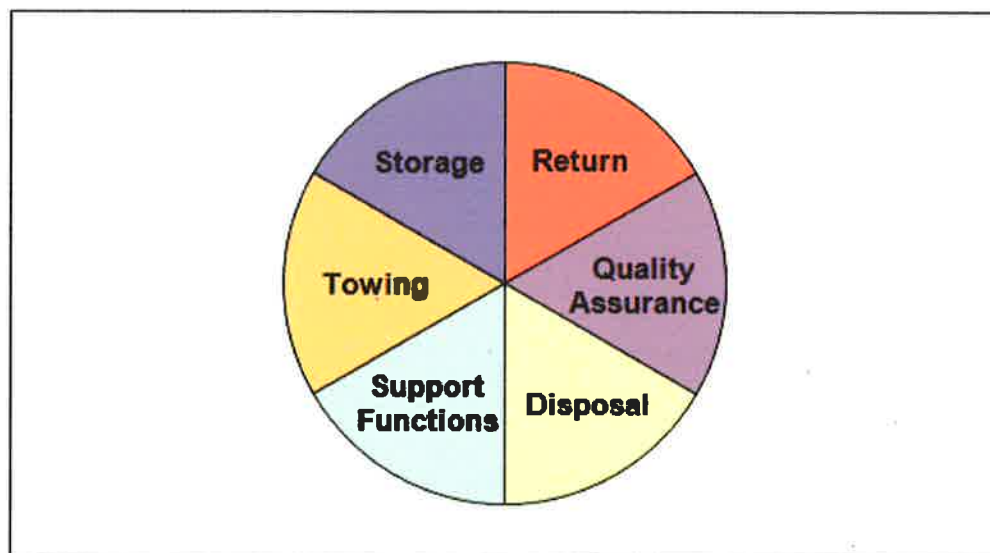 Storage
Return
Towing
Quality
Assurance
Support
Functions
Disposal